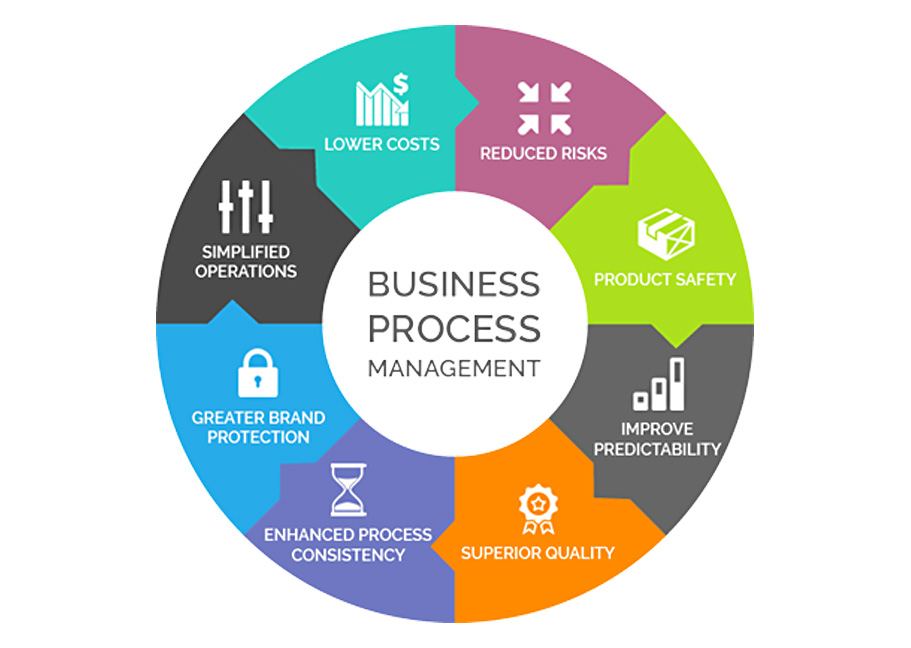 BUSINESS
PROCESS
MANAGEMENT
LOWER COSTS
$
REDUCED RISKS
PRODUCT SAFETY
IMPROVE
PREDICTABILITY
SUPERIOR QUALITY
ENHANCED PROCESS
CONSISTENCY
GREATER BRAND
PROTECTION
SIMPLIFIED
OPERATIONS